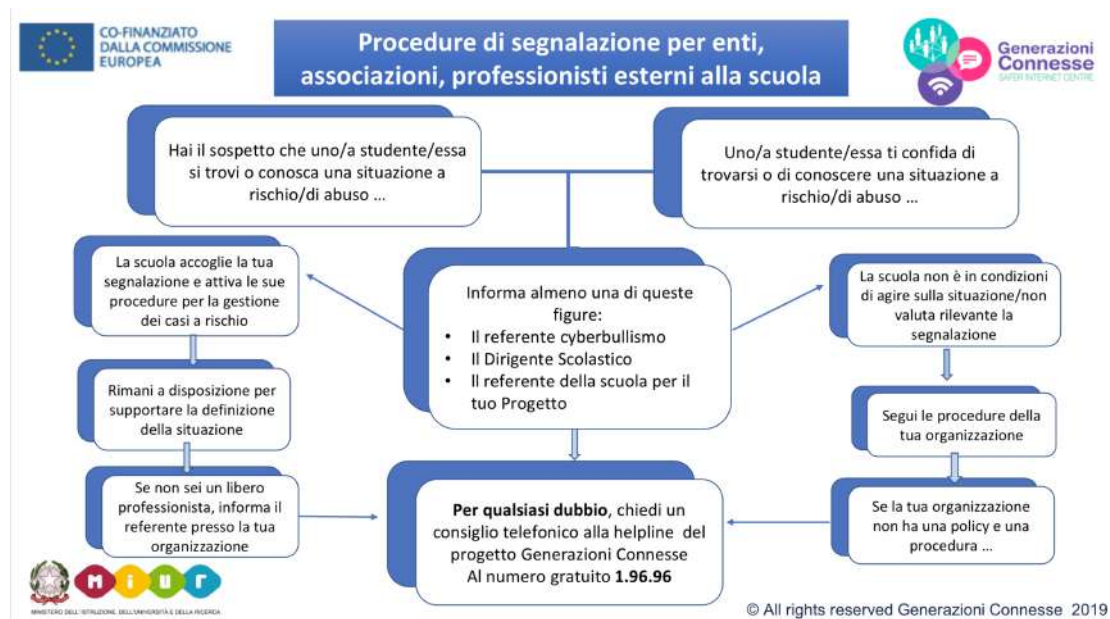 CO-FINANZIATO
DALLA COMMISSIONE
EUROPEA
Procedure di segnalazione per enti,
associazioni, professionisti esterni alla scuola
Generazioni
Connesse
SAFER INTERNET CENTRE
Hai il sospetto che uno/a studente/essa
si trovi o conosca una situazione a
rischio/di abuso ...
Uno/a studente/essa ti confida di
trovarsi o di conoscere una situazione a
rischio/di abuso ...
La scuola accoglie la tua
segnalazione e attiva le sue
procedure per la gestione
dei casi a rischio
Informa almeno una di queste
figure:
• Il referente cyberbullismo
• Il Dirigente Scolastico
• Il referente della scuola per il
tuo Progetto
La scuola non è in condizioni
di agire sulla situazione/non
valuta rilevante la
segnalazione
Rimani a disposizione per
supportare la definizione
della situazione
Segui le procedure della
tua organizzazione
Se non sei un libero
professionista, informa il
referente presso la tua
organizzazione
Per qualsiasi dubbio, chiedi un
consiglio telefonico alla helpline del
progetto Generazioni Connesse
Al numero gratuito 1.96.96
Se la tua organizzazione
non ha una policy e una
procedura ...
miur
MINISTERO DELL'ISTRUZIONE, DELL'UNIVERSITÀ E DELLA RICERCA
© All rights reserved Generazioni Connesse 2019